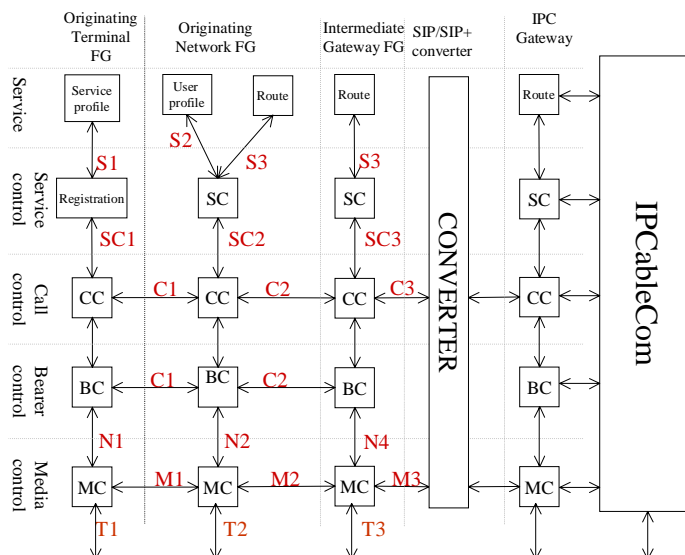 Originating
Terminal
FG
Originating
Network FG
Intermediate
Gateway FG
SIP/SIP+
converter
IPC
Gateway
Service
Service
profile
User
profile
Route
Route
Route
S1
S2
S3
S3
Service
control
Registration
SC
SC
SC
SC1
SC2
SC3
Call
control
CC
C1
CC
C2
CC
C3
CC
Bearer
control
BC
C1
BC
C2
BC
BC
N1
N2
N4
Media
control
MC
M1
MC
M2
MC
M3
MC
T1
T2
T3
CONVERTER
IPCableCom